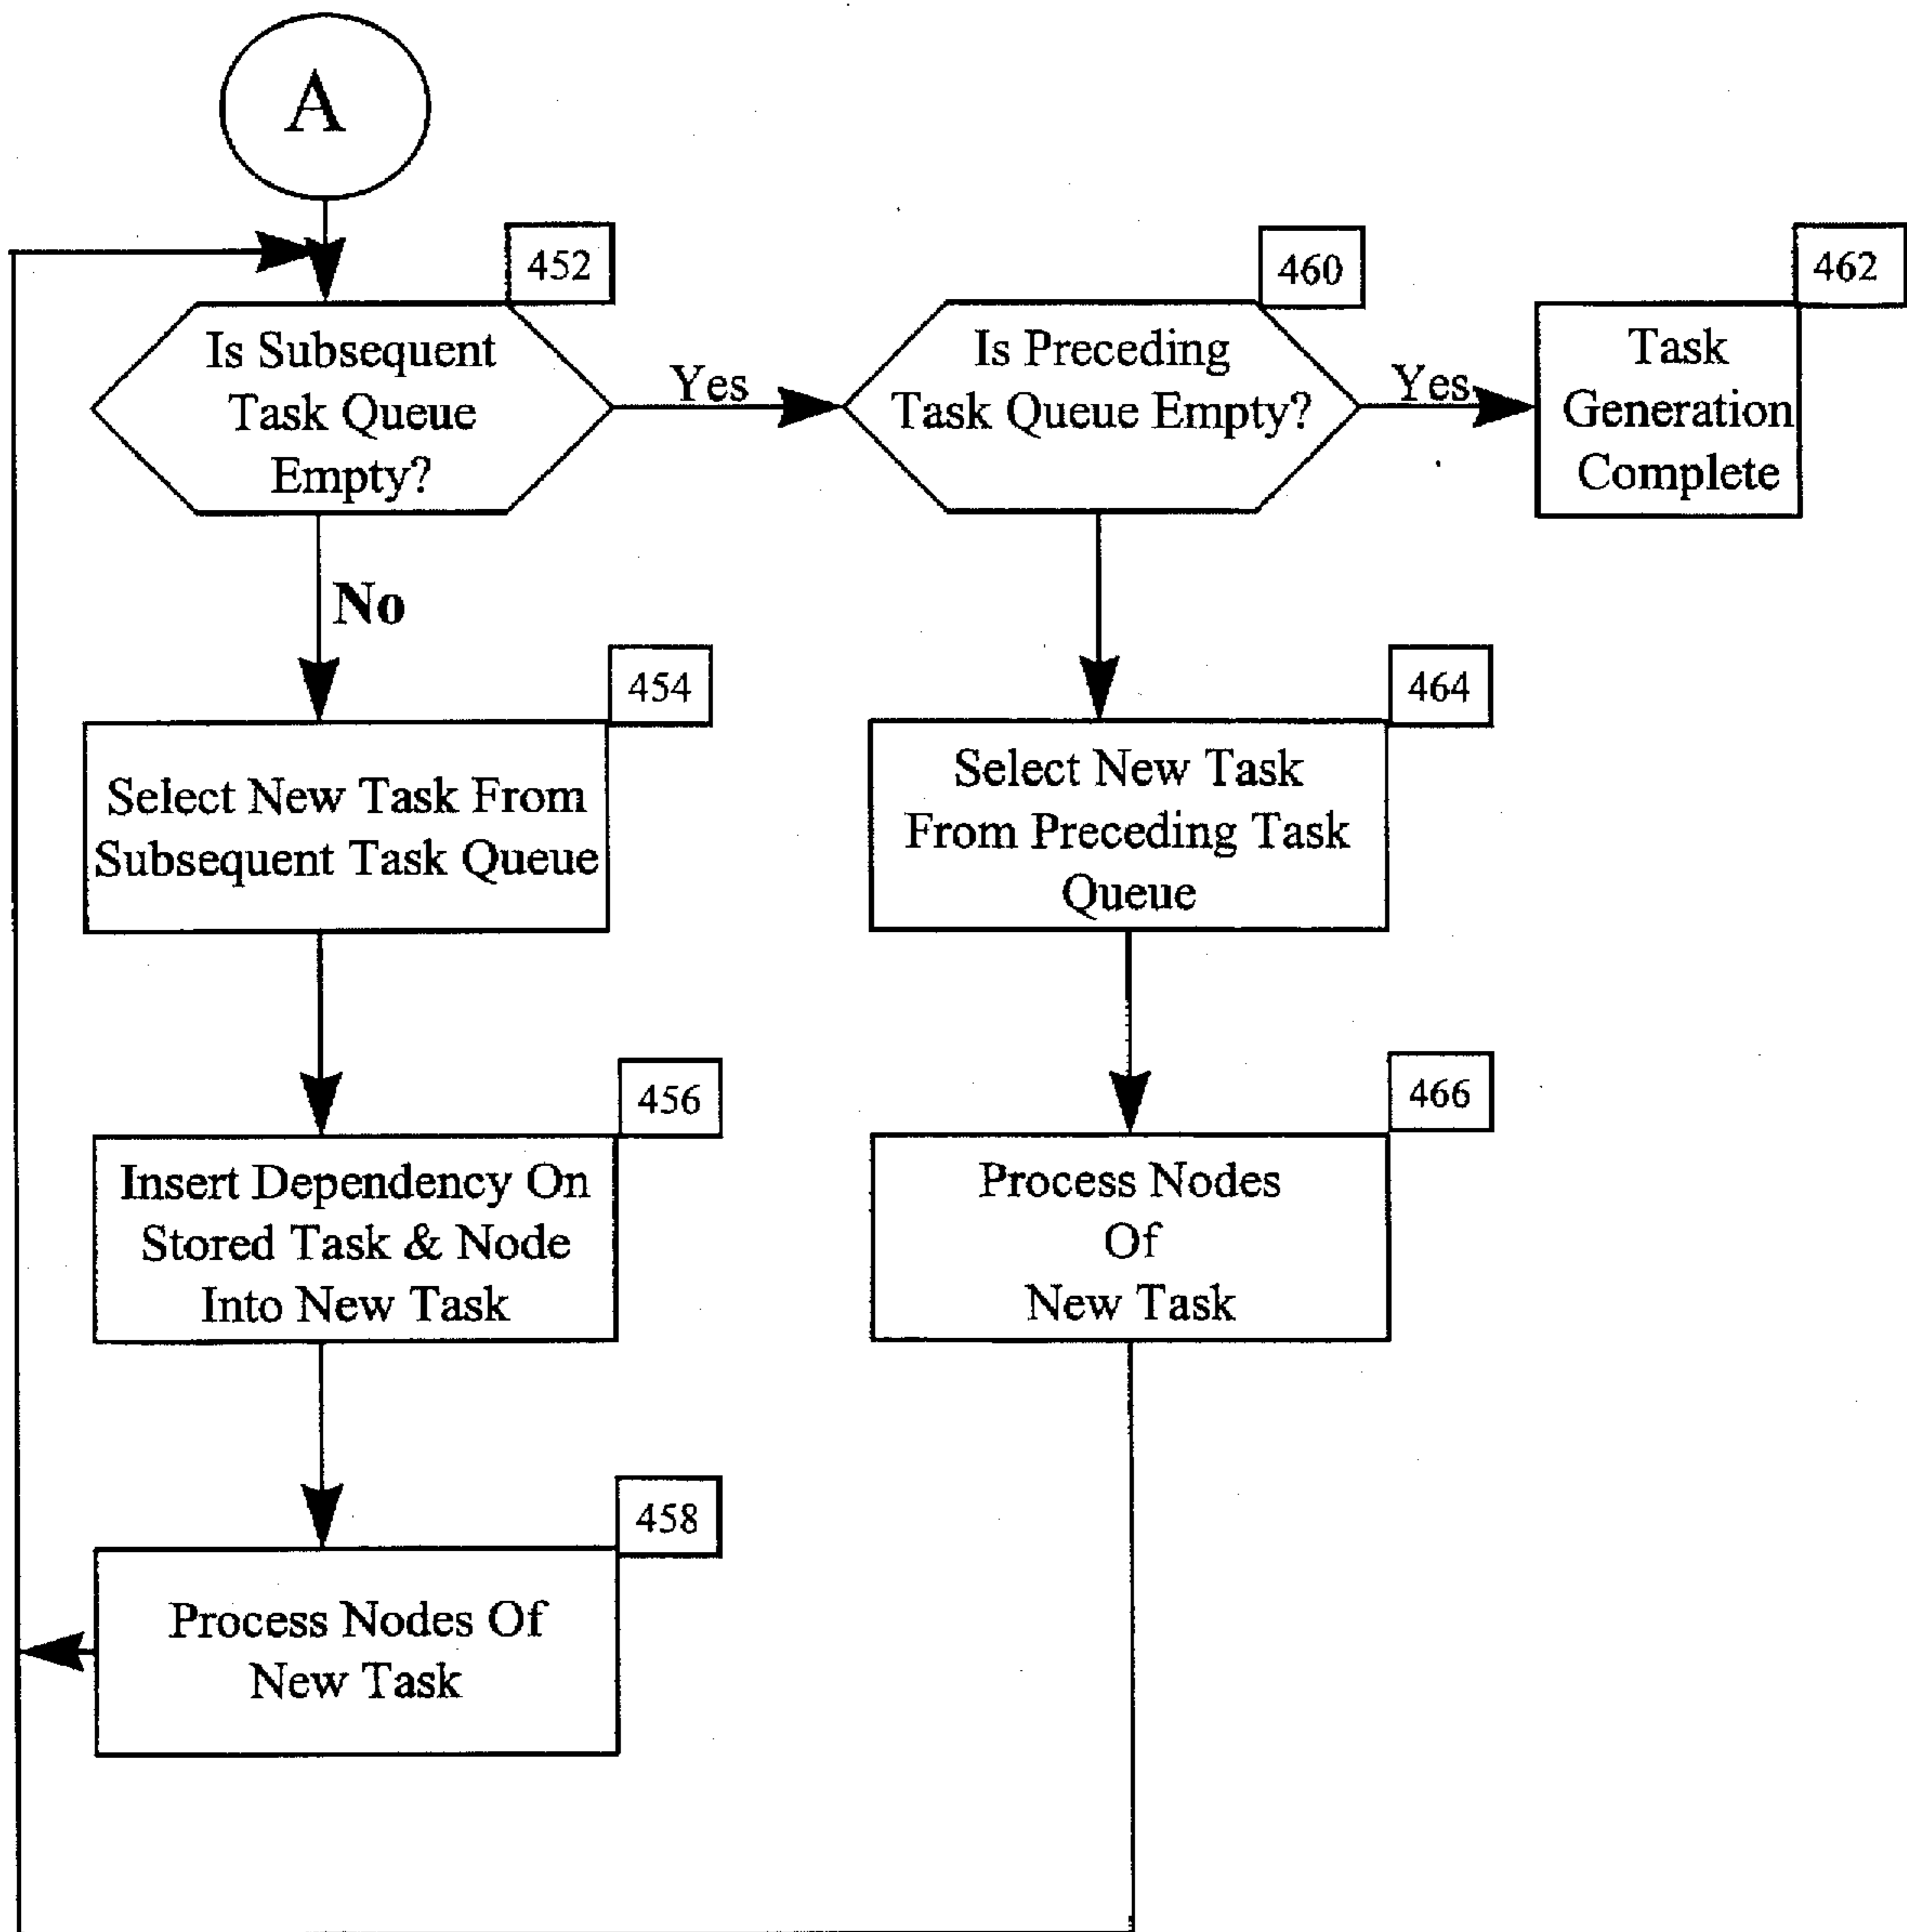 A
452
Is Subsequent
Task Queue
Empty?
Yes
460
Is Preceding
Task Queue Empty?
Yes
462
Task
Generation
Complete
No
454
Select New Task From
Subsequent Task Queue
464
Select New Task
From Preceding Task
Queue
456
Insert Dependency On
Stored Task & Node
Into New Task
466
Process Nodes
Of
New Task
458
Process Nodes Of
New Task